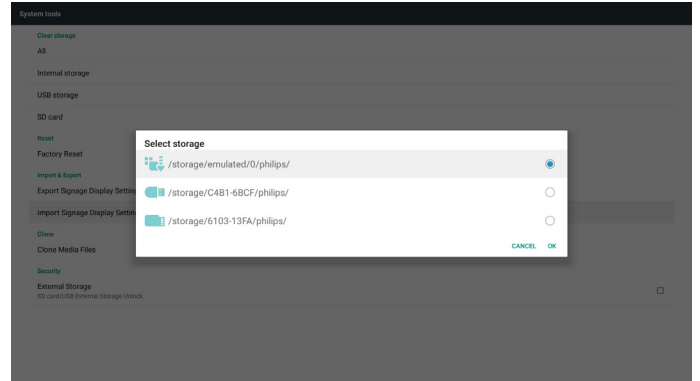 System tools
Clear storage
All
Internal storage
USB storage
SD card
Reset
Factory Reset
Import & Export
Export Signage Display Settin
Import Signage Display Settin
Clone
Clone Media Files
Security
External Storage
SD card/USB External Storage Unlock
Select storage
/storage/emulated/0/philips/
/storage/C4B1-6BCF/philips/
/storage/6103-13FA/philips/
CANCEL OK